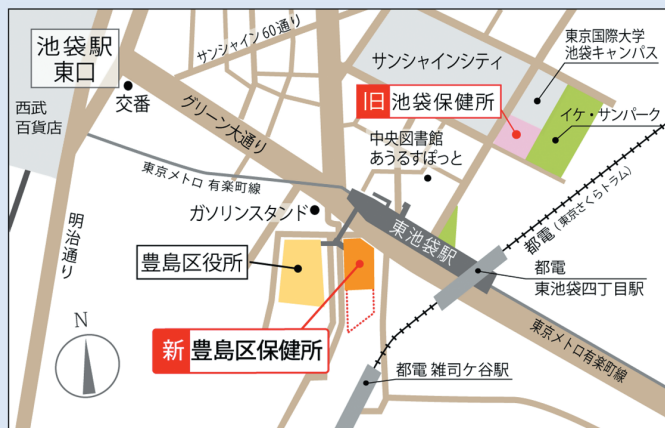 池袋駅
東口
サンシャイン60通り
サンシャインシティ
東京国際大学
池袋キャンパス
西武
百貨店
交番
グリーン大通り
旧 池袋保健所
イケ・サンパーク
中央図書館
あうるすぽっと
東京メトロ 有楽町線
ガソリンスタンド
東池袋駅
都電 (東京さくらトラム)
明治通り
豊島区役所
都電
東池袋四丁目駅
N
新 豊島区保健所
東京メトロ有楽町線
都電 雑司ケ谷駅